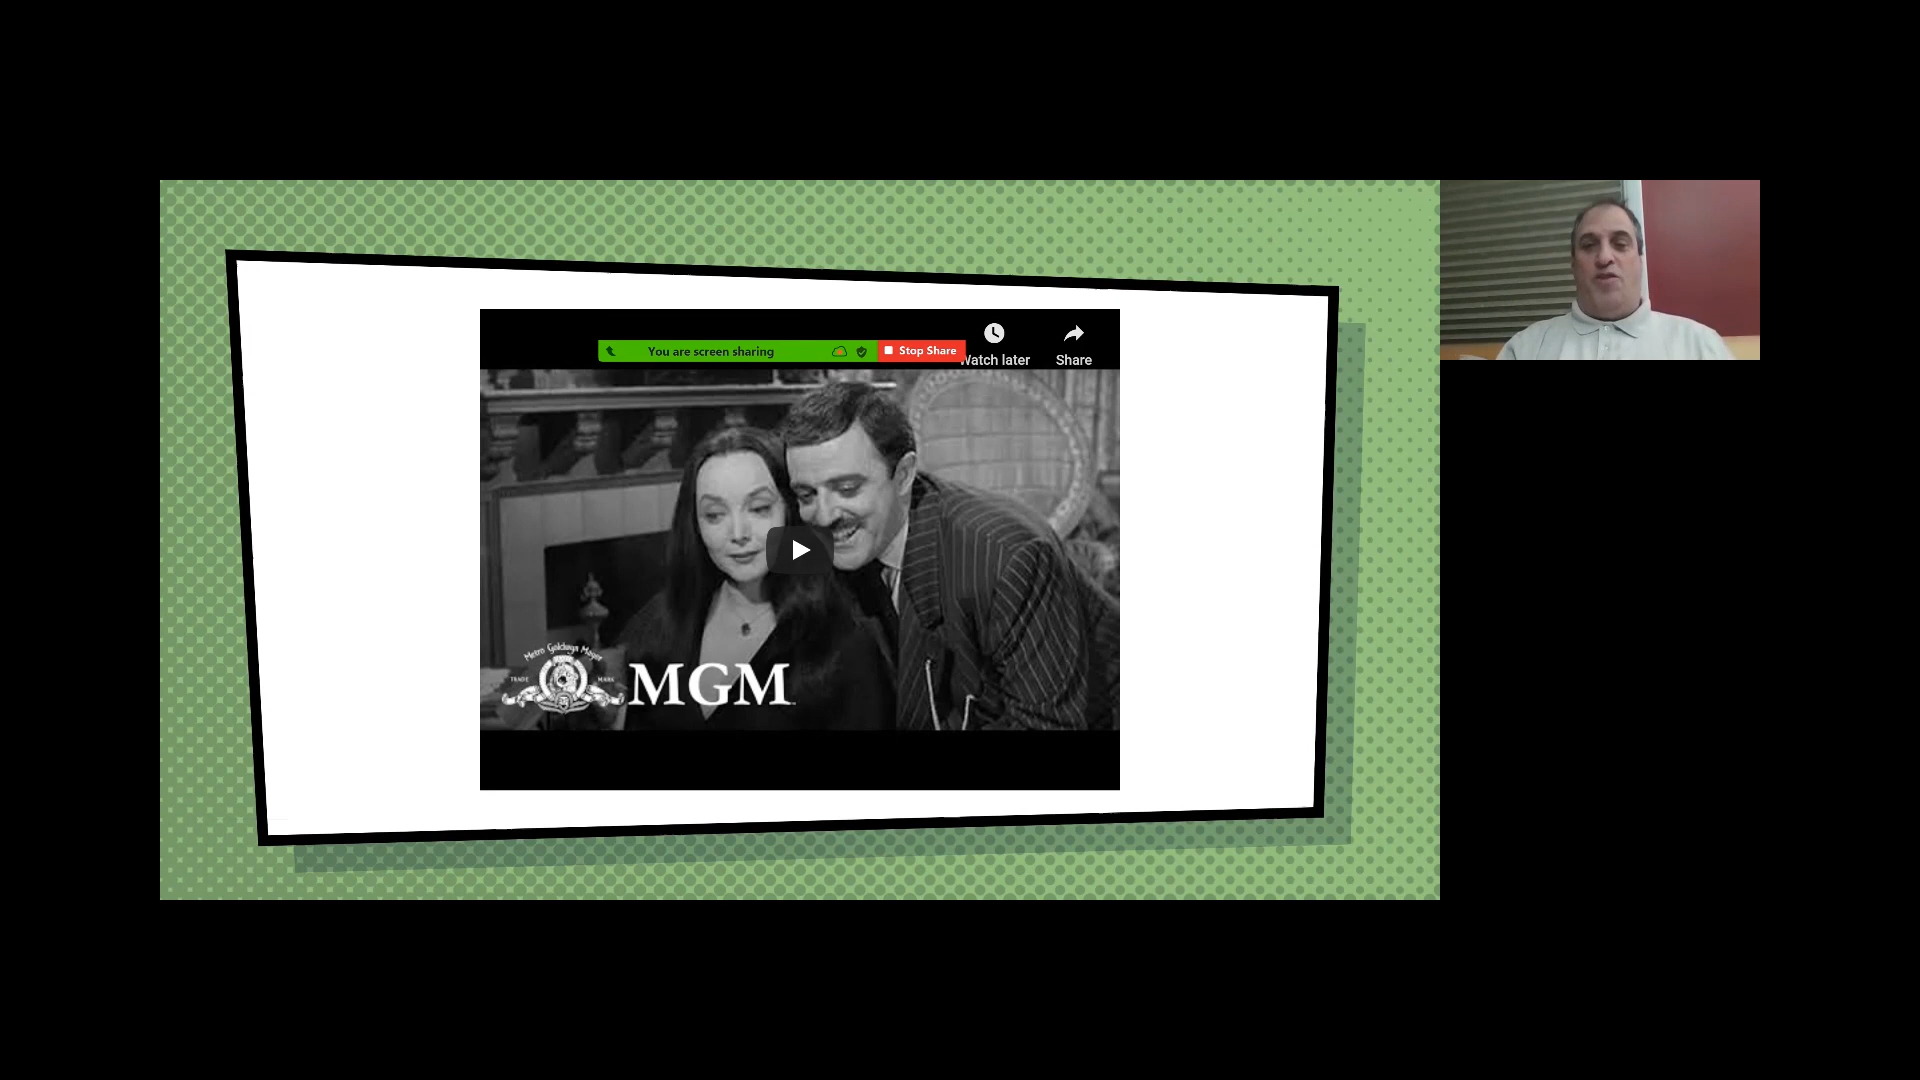 You are screen sharing
Stop Share
Watch later
Share
Metro Goldwyn Mayer
TRADE MARK
MGM